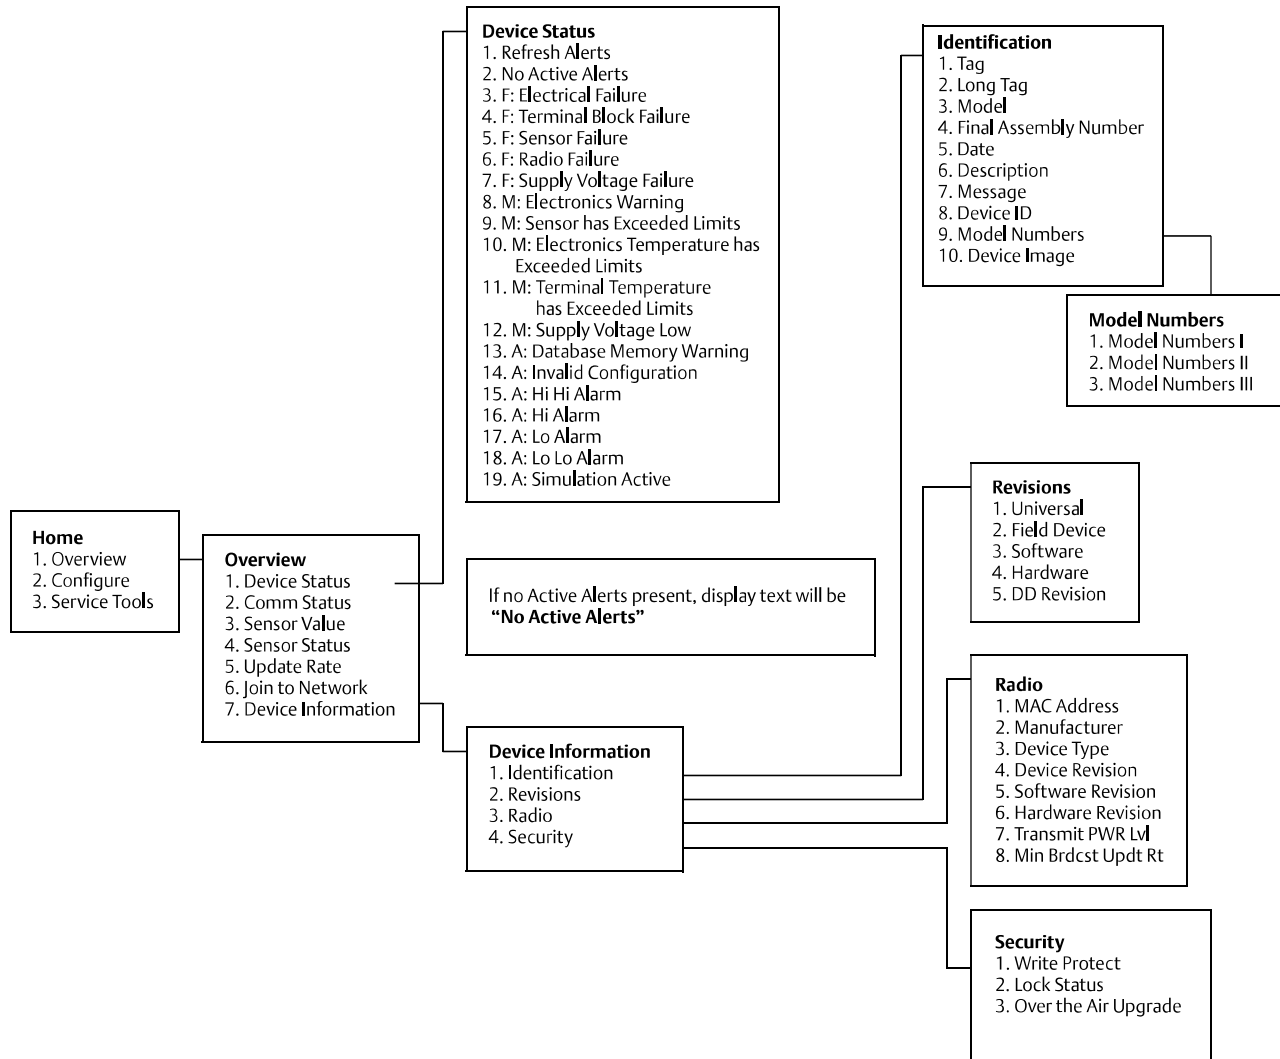 Home
1. Overview
2. Configure
3. Service Tools
Overview
1. Device Status
2. Comm Status
3. Sensor Value
4. Sensor Status
5. Update Rate
6. Join to Network
7. Device Information
Device Status
1. Refresh Alerts
2. No Active Alerts
3. F: Electrical Failure
4. F: Terminal Block Failure
5. F: Sensor Failure
6. F: Radio Failure
7. F: Supply Voltage Failure
8. M: Electronics Warning
9. M: Sensor has Exceeded Limits
10. M: Electronics Temperature has
Exceeded Limits
11. M: Terminal Temperature
has Exceeded Limits
12. M: Supply Voltage Low
13. A: Database Memory Warning
14. A: Invalid Configuration
15. A: Hi Hi Alarm
16. A: Hi Alarm
17. A: Lo Alarm
18. A: Lo Lo Alarm
19. A: Simulation Active
If no Active Alerts present, display text will be
“No Active Alerts”
Device Information
1. Identification
2. Revisions
3. Radio
4. Security
Identification
1. Tag
2. Long Tag
3. Model
4. Final Assembly Number
5. Date
6. Description
7. Message
8. Device ID
9. Model Numbers
10. Device Image
Model Numbers
1. Model Numbers I
2. Model Numbers II
3. Model Numbers III
Revisions
1. Universal
2. Field Device
3. Software
4. Hardware
5. DD Revision
Radio
1. MAC Address
2. Manufacturer
3. Device Type
4. Device Revision
5. Software Revision
6. Hardware Revision
7. Transmit PWR Lvl
8. Min Brdcst Updt Rt
Security
1. Write Protect
2. Lock Status
3. Over the Air Upgrade